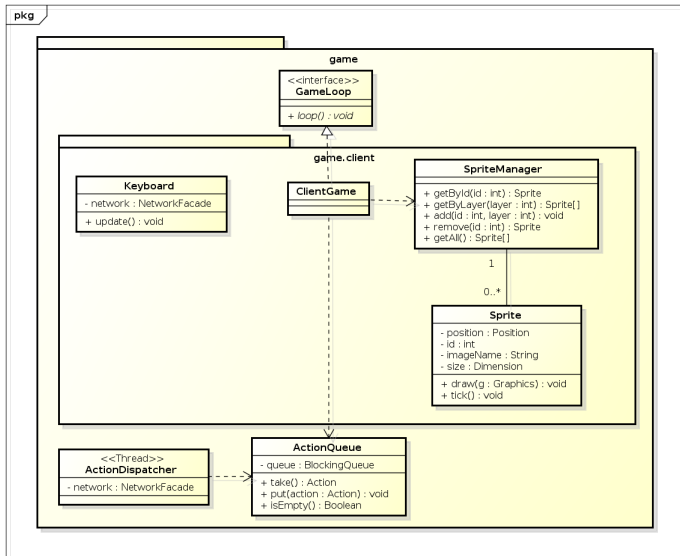 pkg
game
<<interface>>
GameLoop
+ loop() : void
game.client
Keyboard
- network : NetworkFacade
+ update() : void
ClientGame
SpriteManager
+ getById(id : int) : Sprite
+ getByLayer(layer : int) : Sprite[]
+ add(id : int, layer : int) : void
+ remove(id : int) : Sprite
+ getAll() : Sprite[]
1
0..*
Sprite
- position : Position
- id : int
- imageName : String
- size : Dimension
+ draw(g : Graphics) : void
+ tick() : void
<<Thread>>
ActionDispatcher
- network : NetworkFacade
ActionQueue
- queue : BlockingQueue
+ take() : Action
+ put(action : Action) : void
+ isEmpty() : Boolean